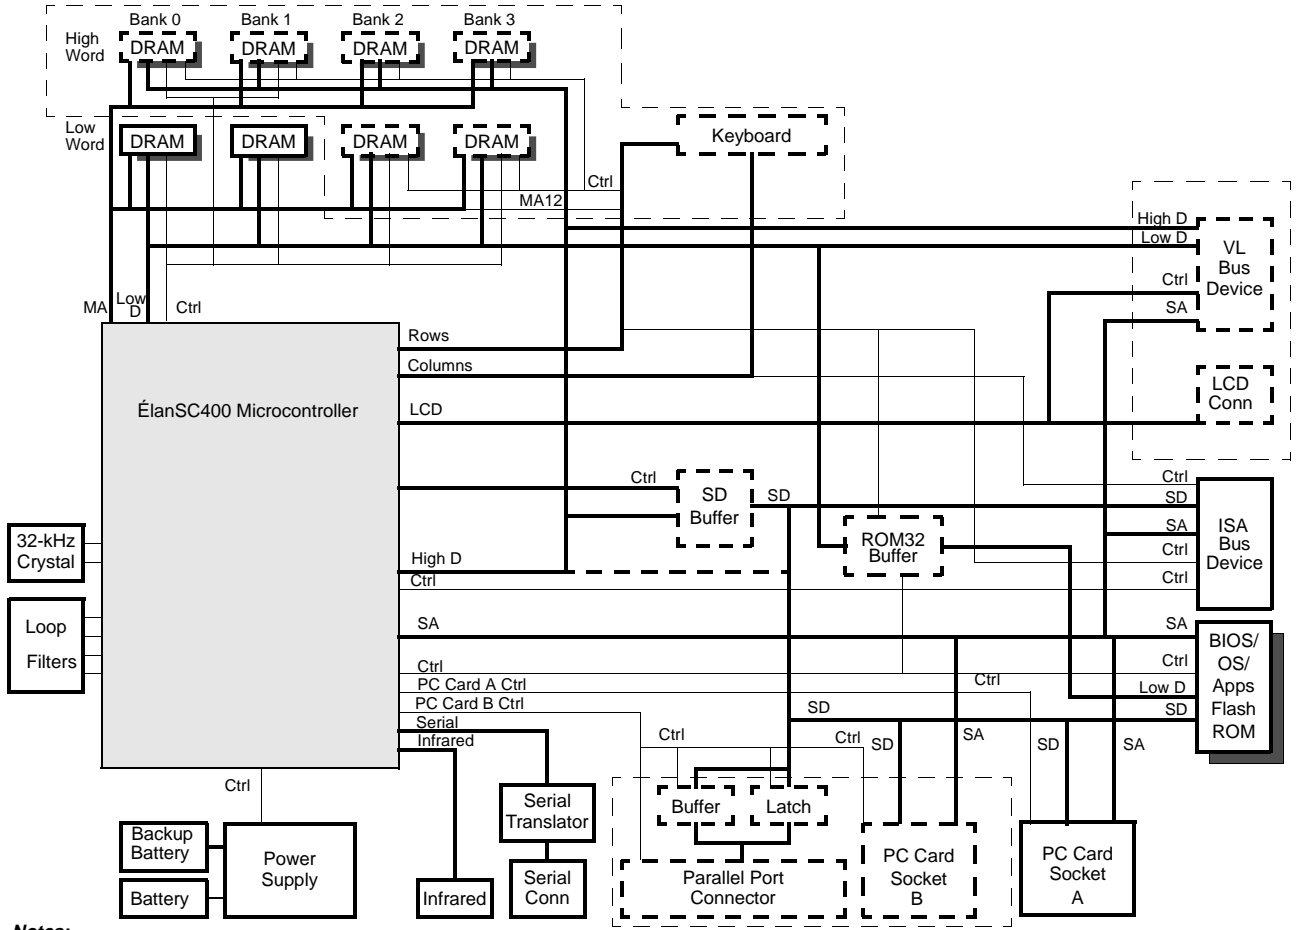 Bank 0 Bank 1 Bank 2 Bank 3
High
Word
DRAM DRAM DRAM DRAM
Low
Word
DRAM DRAM DRAM DRAM
Keyboard
Ctrl
MA12
High D
Low D
VL
Bus
Device
Ctrl
SA
MA
Low
D
Ctrl
Rows
Columns
LCD
ÉlanSC400 Microcontroller
LCD
Conn
Ctrl
SD
Buffer
SD
Ctrl
SD
SA
Ctrl
Ctrl
ISA
Bus
Device
ROM32
Buffer
32-kHz
Crystal
High D
Ctrl
Loop
Filters
SA
Ctrl
PC Card A Ctrl
PC Card B Ctrl
Serial
Infrared
SA
Ctrl
Low D
SD
BIOS/
OS/
Apps
Flash
ROM
Ctrl
SD
Ctrl
Ctrl
SD
SA
SD
SA
Ctrl
Buffer
Latch
Serial
Translator
Backup
Battery
Power
Supply
Battery
Infrared
Serial
Conn
Parallel Port
Connector
PC Card
Socket
B
PC Card
Socket
A
Notes: